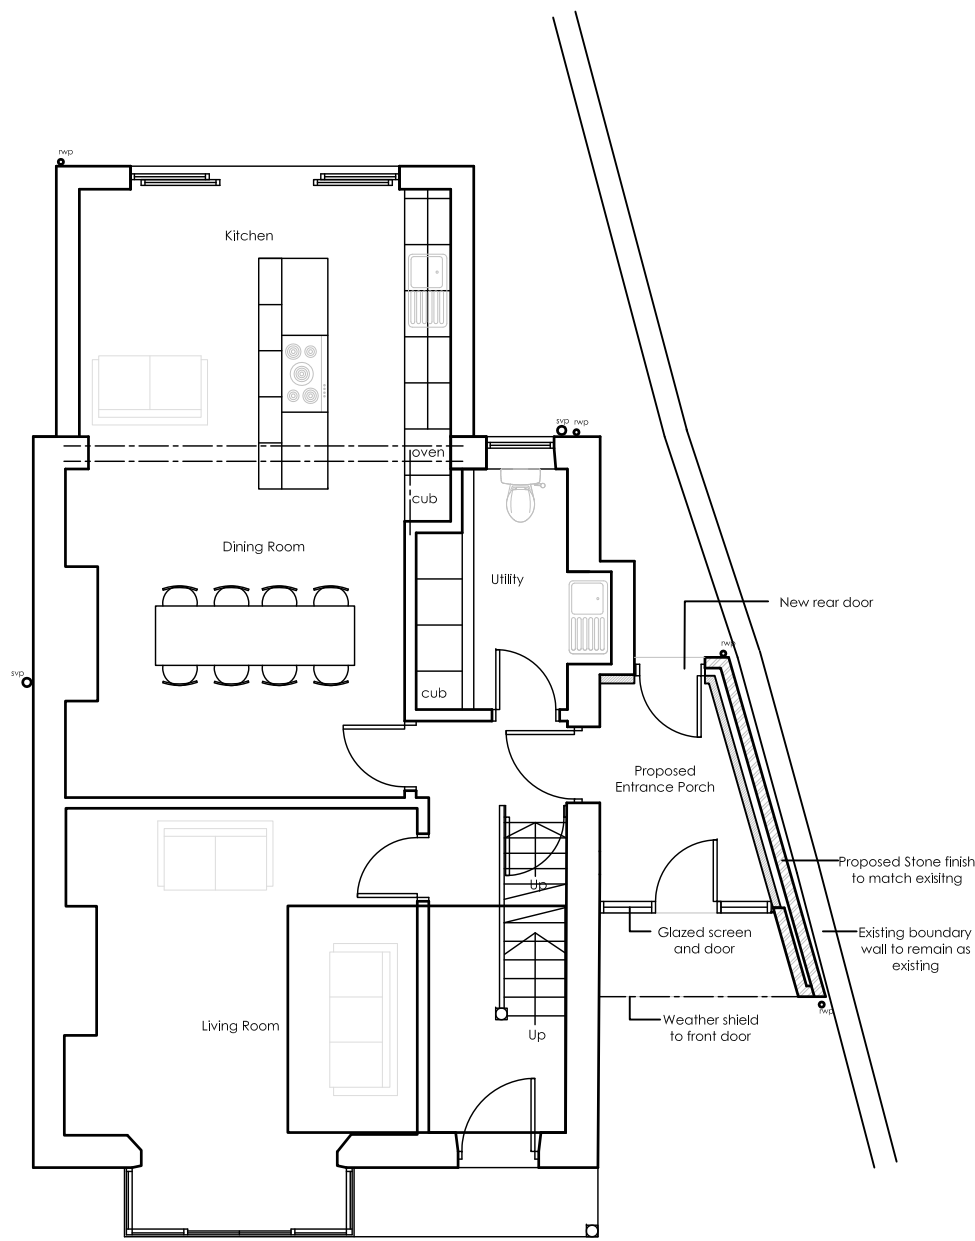 rwp
Kitchen
svp
rwp
oven
cub
Dining Room
Utility
New rear door
rwp
svp
cub
Proposed
Entrance Porch
Proposed Stone finish
to match exisitng
Up
Glazed screen
and door
Existing boundary
wall to remain as
existing
rwp
Living Room
Weather shield
to front door
Up